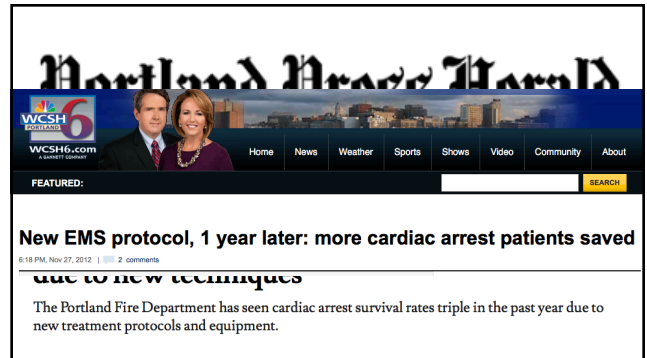 Portland Press Herald
6
WCSH
PORTLAND
WCSH6.com
A GANNETT COMPANY
Home News Weather Sports Shows Video Community About
FEATURED:
SEARCH
New EMS protocol, 1 year later: more cardiac arrest patients saved
6:18 PM, Nov 27, 2012 | 2 comments
due to new techniques
The Portland Fire Department has seen cardiac arrest survival rates triple in the past year due to
new treatment protocols and equipment.